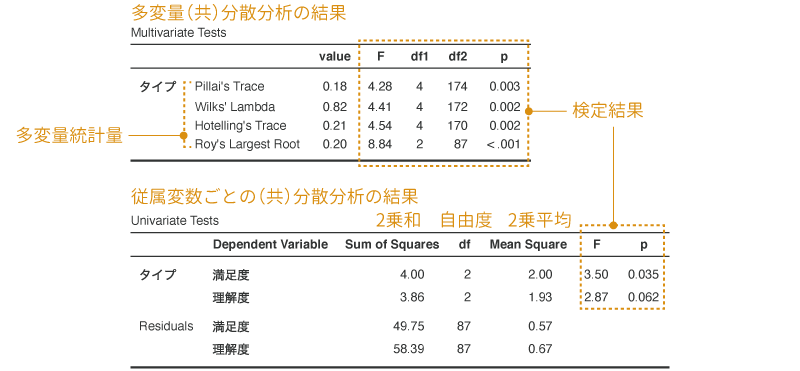 多変量(共)分散分析の結果
Multivariate Tests
value F df1 df2 p
タイプ Pillai's Trace 0.18 4.28 4 174 0.003
Wilks' Lambda 0.82 4.41 4 172 0.002
Hotelling's Trace 0.21 4.54 4 170 0.002
Roy's Largest Root 0.20 8.84 2 87 <.001
多変量統計量
検定結果
従属変数ごとの(共)分散分析の結果
Univariate Tests
2乗和 自由度 2乗平均
Dependent Variable Sum of Squares df Mean Square F p
タイプ 満足度 4.00 2 2.00 3.50 0.035
理解度 3.86 2 1.93 2.87 0.062
Residuals 満足度 49.75 87 0.57
理解度 58.39 87 0.67